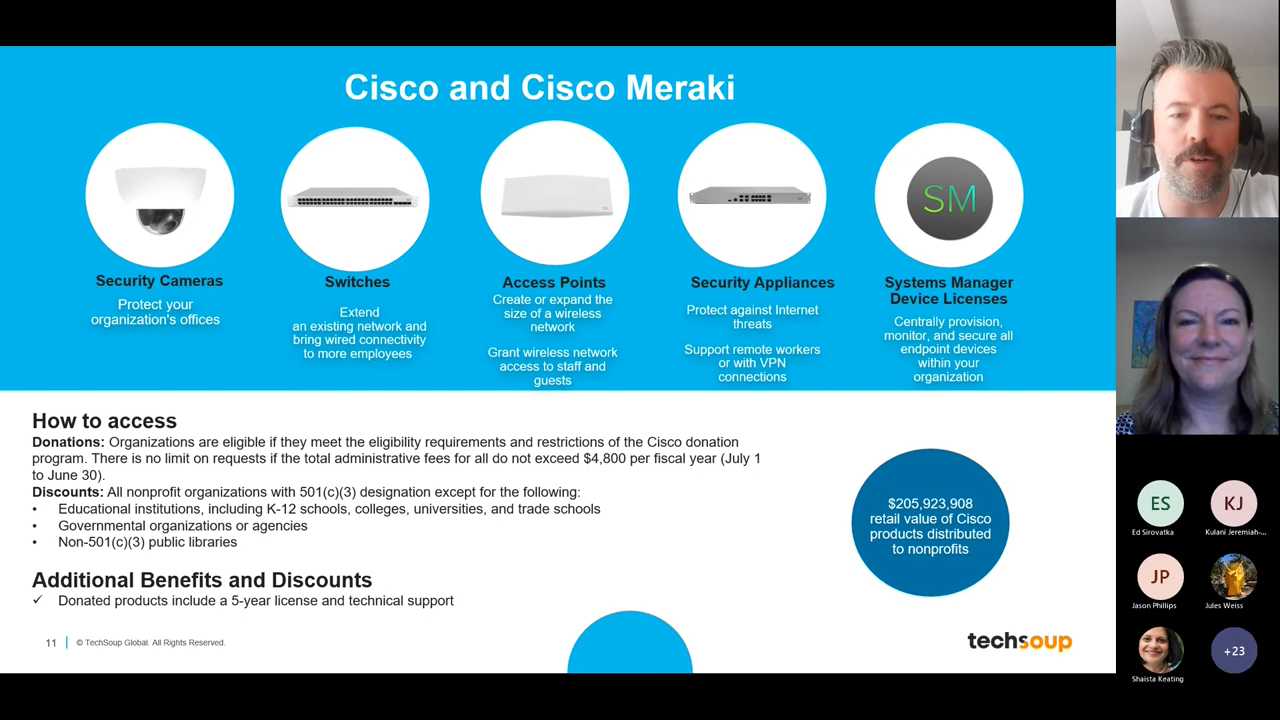 Cisco and Cisco Meraki
SM
Security Cameras
Protect your
organization's offices
Switches
Extend
an existing network and
bring wired connectivity
to more employees
Access Points
Create or expand the
size of a wireless
network
Grant wireless network
access to staff and
guests
Security Appliances
Protect against Internet
threats
Support remote workers
or with VPN
connections
Systems Manager
Device Licenses
Centrally provision,
monitor, and secure all
endpoint devices
within your
organization
How to access
Donations: Organizations are eligible if they meet the eligibility requirements and restrictions of the Cisco donation
program. There is no limit on requests if the total administrative fees for all do not exceed $4,800 per fiscal year (July 1
to June 30).
Discounts: All nonprofit organizations with 501(c)(3) designation except for the following:
• Educational institutions, including K-12 schools, colleges, universities, and trade schools
• Governmental organizations or agencies
• Non-501(c)(3) public libraries
$205,923,908
retail value of Cisco
products distributed
to nonprofits
Additional Benefits and Discounts
✓ Donated products include a 5-year license and technical support
11 | © TechSoup Global. All Rights Reserved.
techsoup
ES
Ed Sirovatka
KJ
Kulani Jeremiah-...
JP
Jason Phillips
Jules Weiss
Shaista Keating
+23